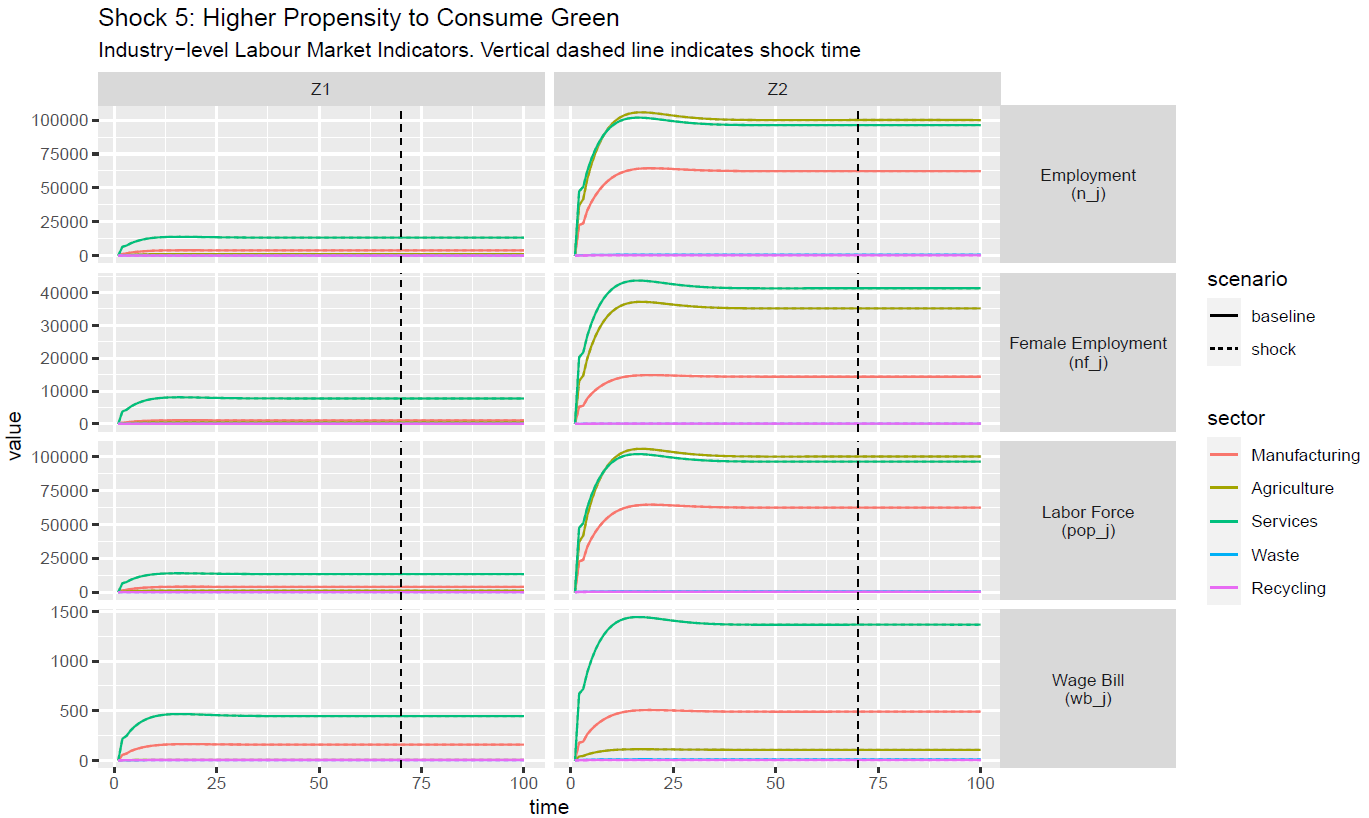 Shock 5: Higher Propensity to Consume Green
Industry−level Labour Market Indicators. Vertical dashed line indicates shock time
Z1
Z2
100000
75000
50000
25000
0
Employment
(n_j)
40000
30000
20000
10000
0
Female Employment
(nf_j)
100000
75000
50000
25000
0
Labor Force
(pop_j)
1500
1000
500
0
Wage Bill
(wb_j)
0
25
50
75
100
0
25
50
75
100
time
value
scenario
baseline
shock
sector
Manufacturing
Agriculture
Services
Waste
Recycling